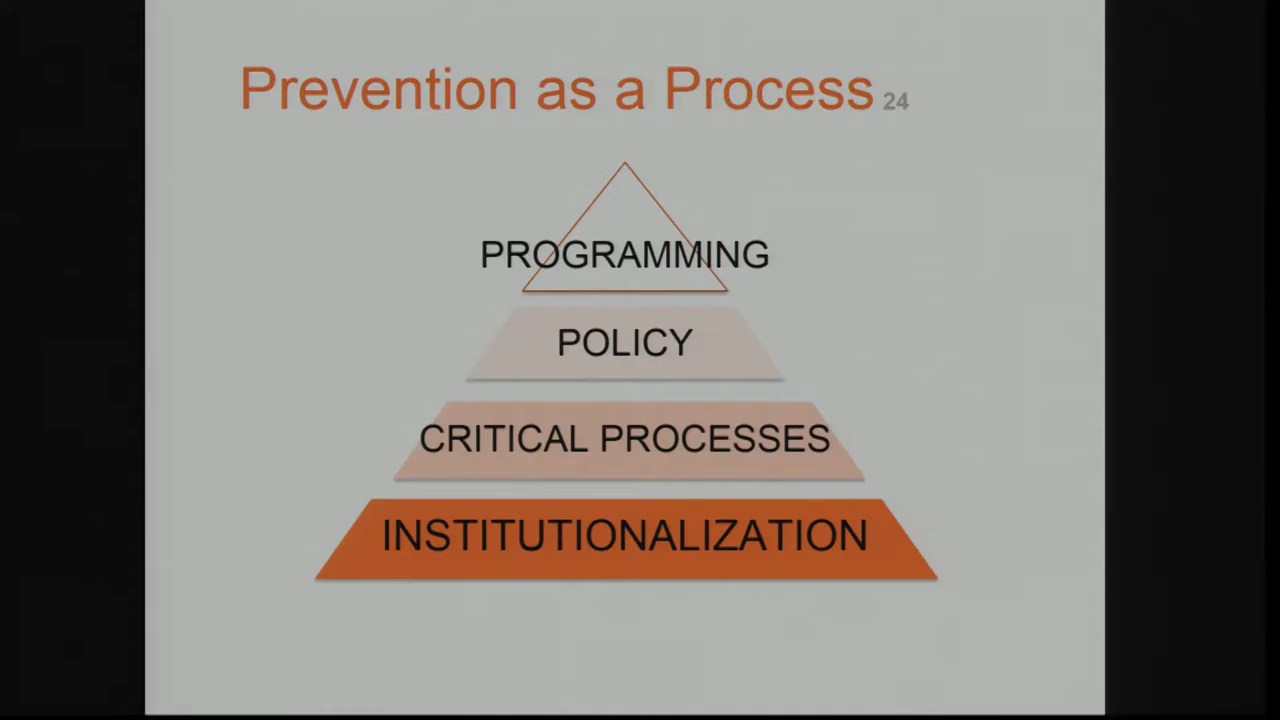 Prevention as a Process 24
PROGRAMMING
POLICY
CRITICAL PROCESSES
INSTITUTIONALIZATION